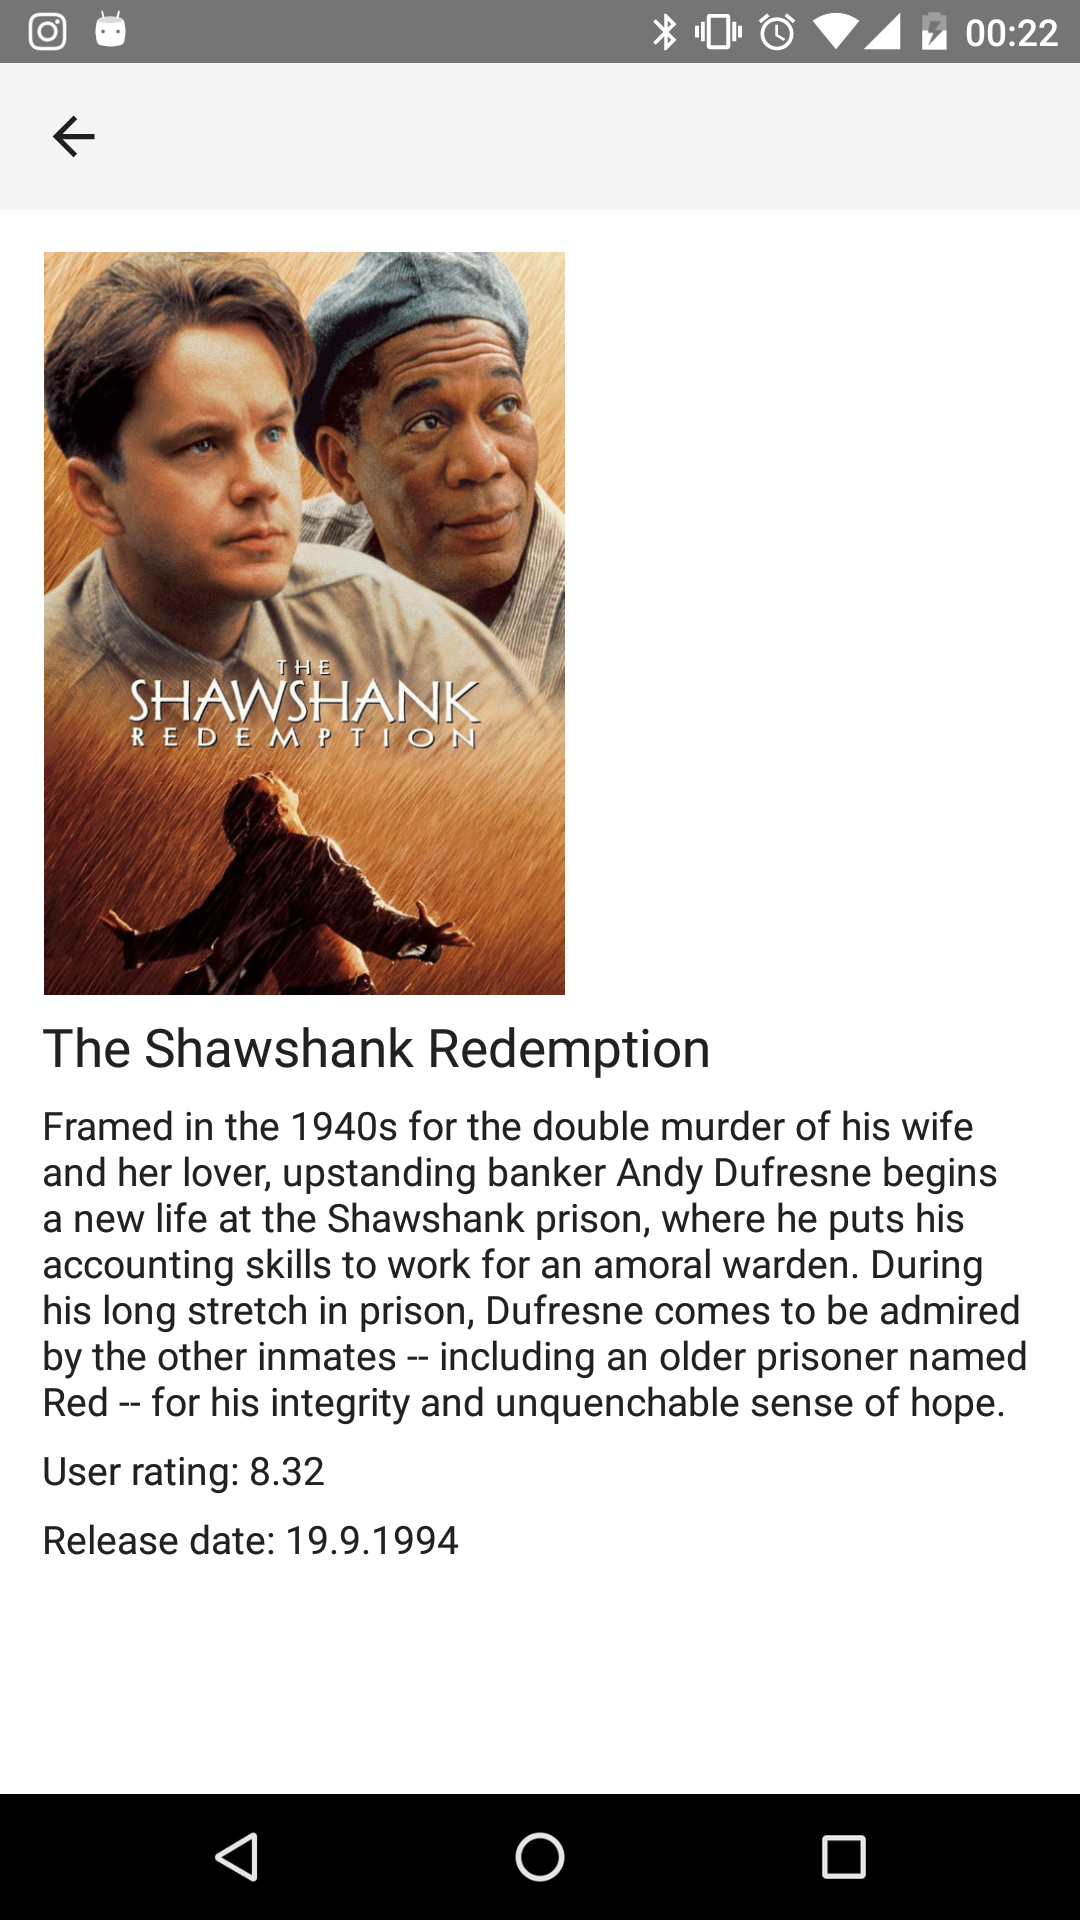 00:22
THE
SHAWSHANK
REDEMPTION
The Shawshank Redemption
Framed in the 1940s for the double murder of his wife
and her lover, upstanding banker Andy Dufresne begins
a new life at the Shawshank prison, where he puts his
accounting skills to work for an amoral warden. During
his long stretch in prison, Dufresne comes to be admired
by the other inmates -- including an older prisoner named
Red -- for his integrity and unquenchable sense of hope.
User rating: 8.32
Release date: 19.9.1994